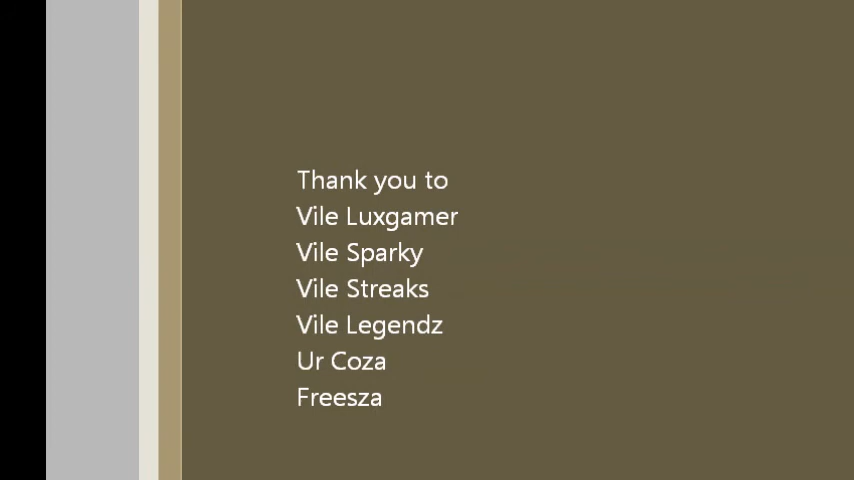 Thank you to
Vile Luxgamer
Vile Sparky
Vile Streaks
Vile Legendz
Ur Coza
Freesza